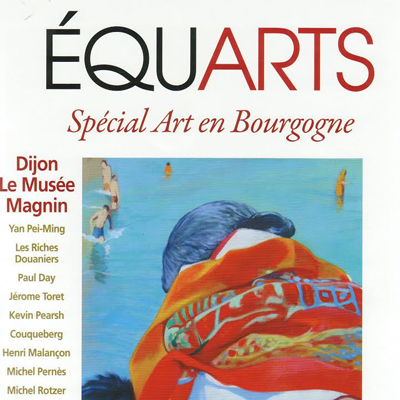 ÉQUARTS
Spécial Art en Bourgogne
Dijon
Le Musée
Magnin
Yan Pei-Ming
Les Riches
Douaniers
Paul Day
Jérome Toret
Kevin Pearsh
Couqueberg
Henri Malançon
Michel Pernès
Michel Rotzer